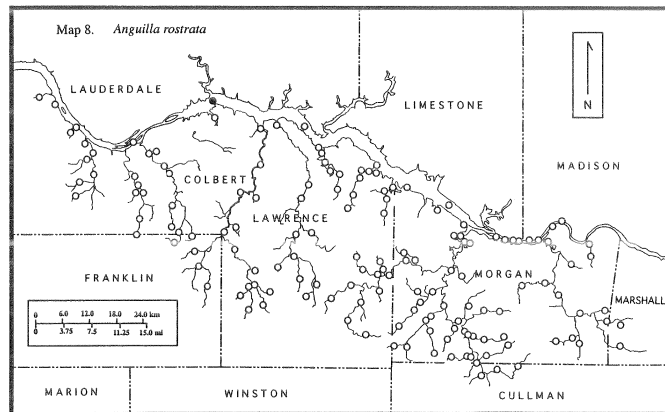 Map 8. Anguilla rostrata
LAUDERDALE
LIMESTONE
N
MADISON
COLBERT
LAWRENCE
FRANKLIN
MORGAN
MARSHALL
0 6.0 12.0 18.0 24.0 km
0 3.75 7.5 11.25 15.0 mi
MARION
WINSTON
CULLMAN